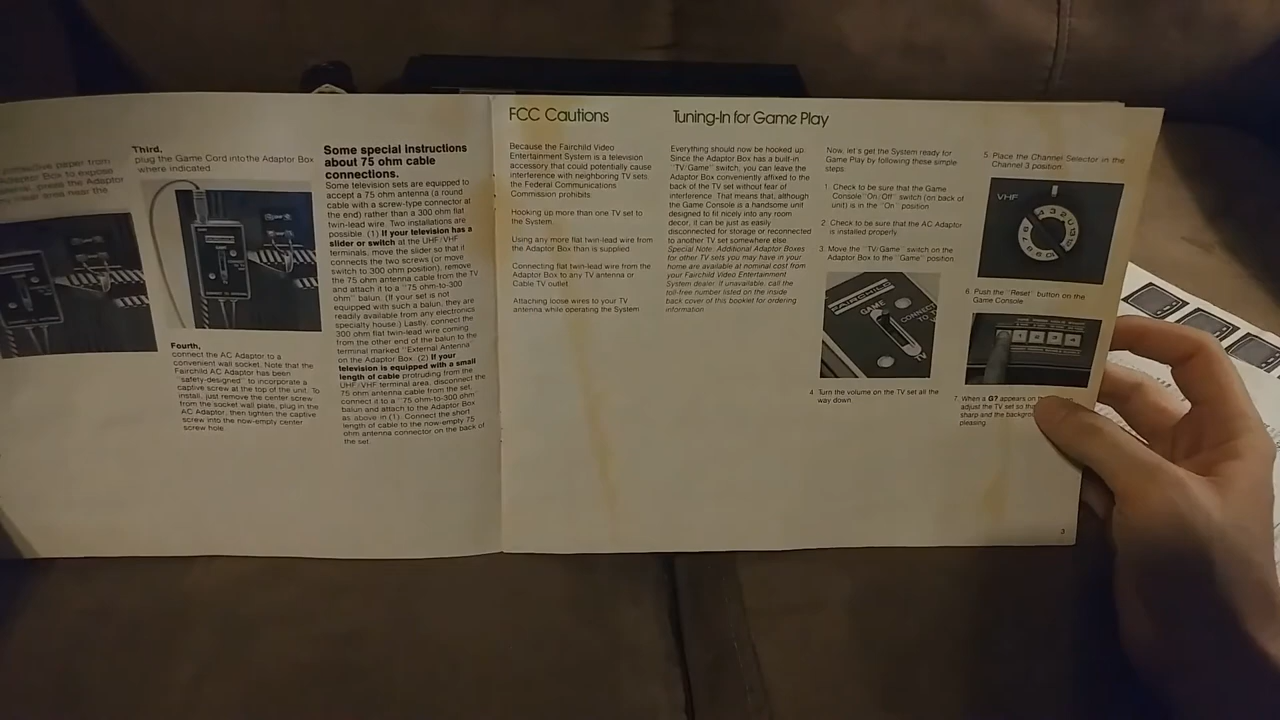 protective paper from
Adaptor Box to expose
press the Adaptor
clear area near the
Third,
plug the Game Cord into the Adaptor Box
where indicated.
Fourth,
connect the AC Adaptor to a
convenient wall socket. Note that the
Fairchild AC Adaptor has been
"safety-designed" to incorporate a
captive screw at the top of the unit. To
install, just remove the center screw
from the socket wall plate, plug in the
AC Adaptor, then tighten the captive
screw into the now-empty center
screw hole.
Some special instructions
about 75 ohm cable
connections.
Some television sets are equipped to
accept a 75 ohm antenna (a round
cable with a screw-type connector at
the end) rather than a 300 ohm flat
twin-lead wire. Two installations are
possible. (1) If your television has a
slider or switch at the UHF/VHF
terminals, move the slider so that it
connects the two screws (or move
switch to 300 ohm position), remove
the 75 ohm antenna cable from the TV
and attach it to a "75 ohm-to-300
ohm" balun. (If your set is not
equipped with such a balun, they are
readily available from any electronics
specialty house.) Lastly, connect the
300 ohm flat twin-lead wire coming
from the other end of the balun to the
terminal marked "External Antenna"
on the Adaptor Box. (2) If your
television is equipped with a small
length of cable protruding from the
UHF/VHF terminal area, disconnect the
75 ohm antenna cable from the set,
connect it to a "75 ohm-to-300 ohm"
balun and attach to the Adaptor Box
as above in (1). Connect the short
length of cable to the now-empty 75
ohm antenna connector on the back of
the set.
FCC Cautions
Because the Fairchild Video
Entertainment System is a television
accessory that could potentially cause
interference with neighboring TV sets
the Federal Communications
Commission prohibits:
Hooking up more than one TV set to
the System.
Using any more flat twin-lead wire from
the Adaptor Box than is supplied.
Connecting flat twin-lead wire from the
Adaptor Box to any TV antenna or
Cable TV outlet.
Attaching loose wires to your TV
antenna while operating the System.
Tuning-In for Game Play
Everything should now be hooked up.
Since the Adaptor Box has a built-in
"TV/Game" switch, you can leave the
Adaptor Box conveniently affixed to the
back of the TV set without fear of
interference. That means that, although
the Game Console is a handsome unit
designed to fit nicely into any room
decor, it can be just as easily
disconnected for storage or reconnected
to another TV set somewhere else.
Special Note: Additional Adaptor Boxes
for other TV sets you may have in your
home are available at nominal cost from
your Fairchild Video Entertainment
System dealer. If unavailable, call the
toll-free number listed on the inside
back cover of this booklet for ordering
information.
Now, let's get the System ready for
Game Play by following these simple
steps.
1. Check to be sure that the Game
Console "On/Off" switch (on back of
unit) is in the "On" position.
2. Check to be sure that the AC Adaptor
is installed properly.
3. Move the "TV/Game" switch on the
Adaptor Box to the "Game" position.
FAIRCHILD
GAME
CONNECT
TO
4. Turn the volume on the TV set all the
way down.
5. Place the Channel Selector in the
Channel 3 position.
VHF
6. Push the "Reset" button on the
Game Console.
7. When a G? appears on
adjust the TV set so that
sharp and the background
pleasing.
3